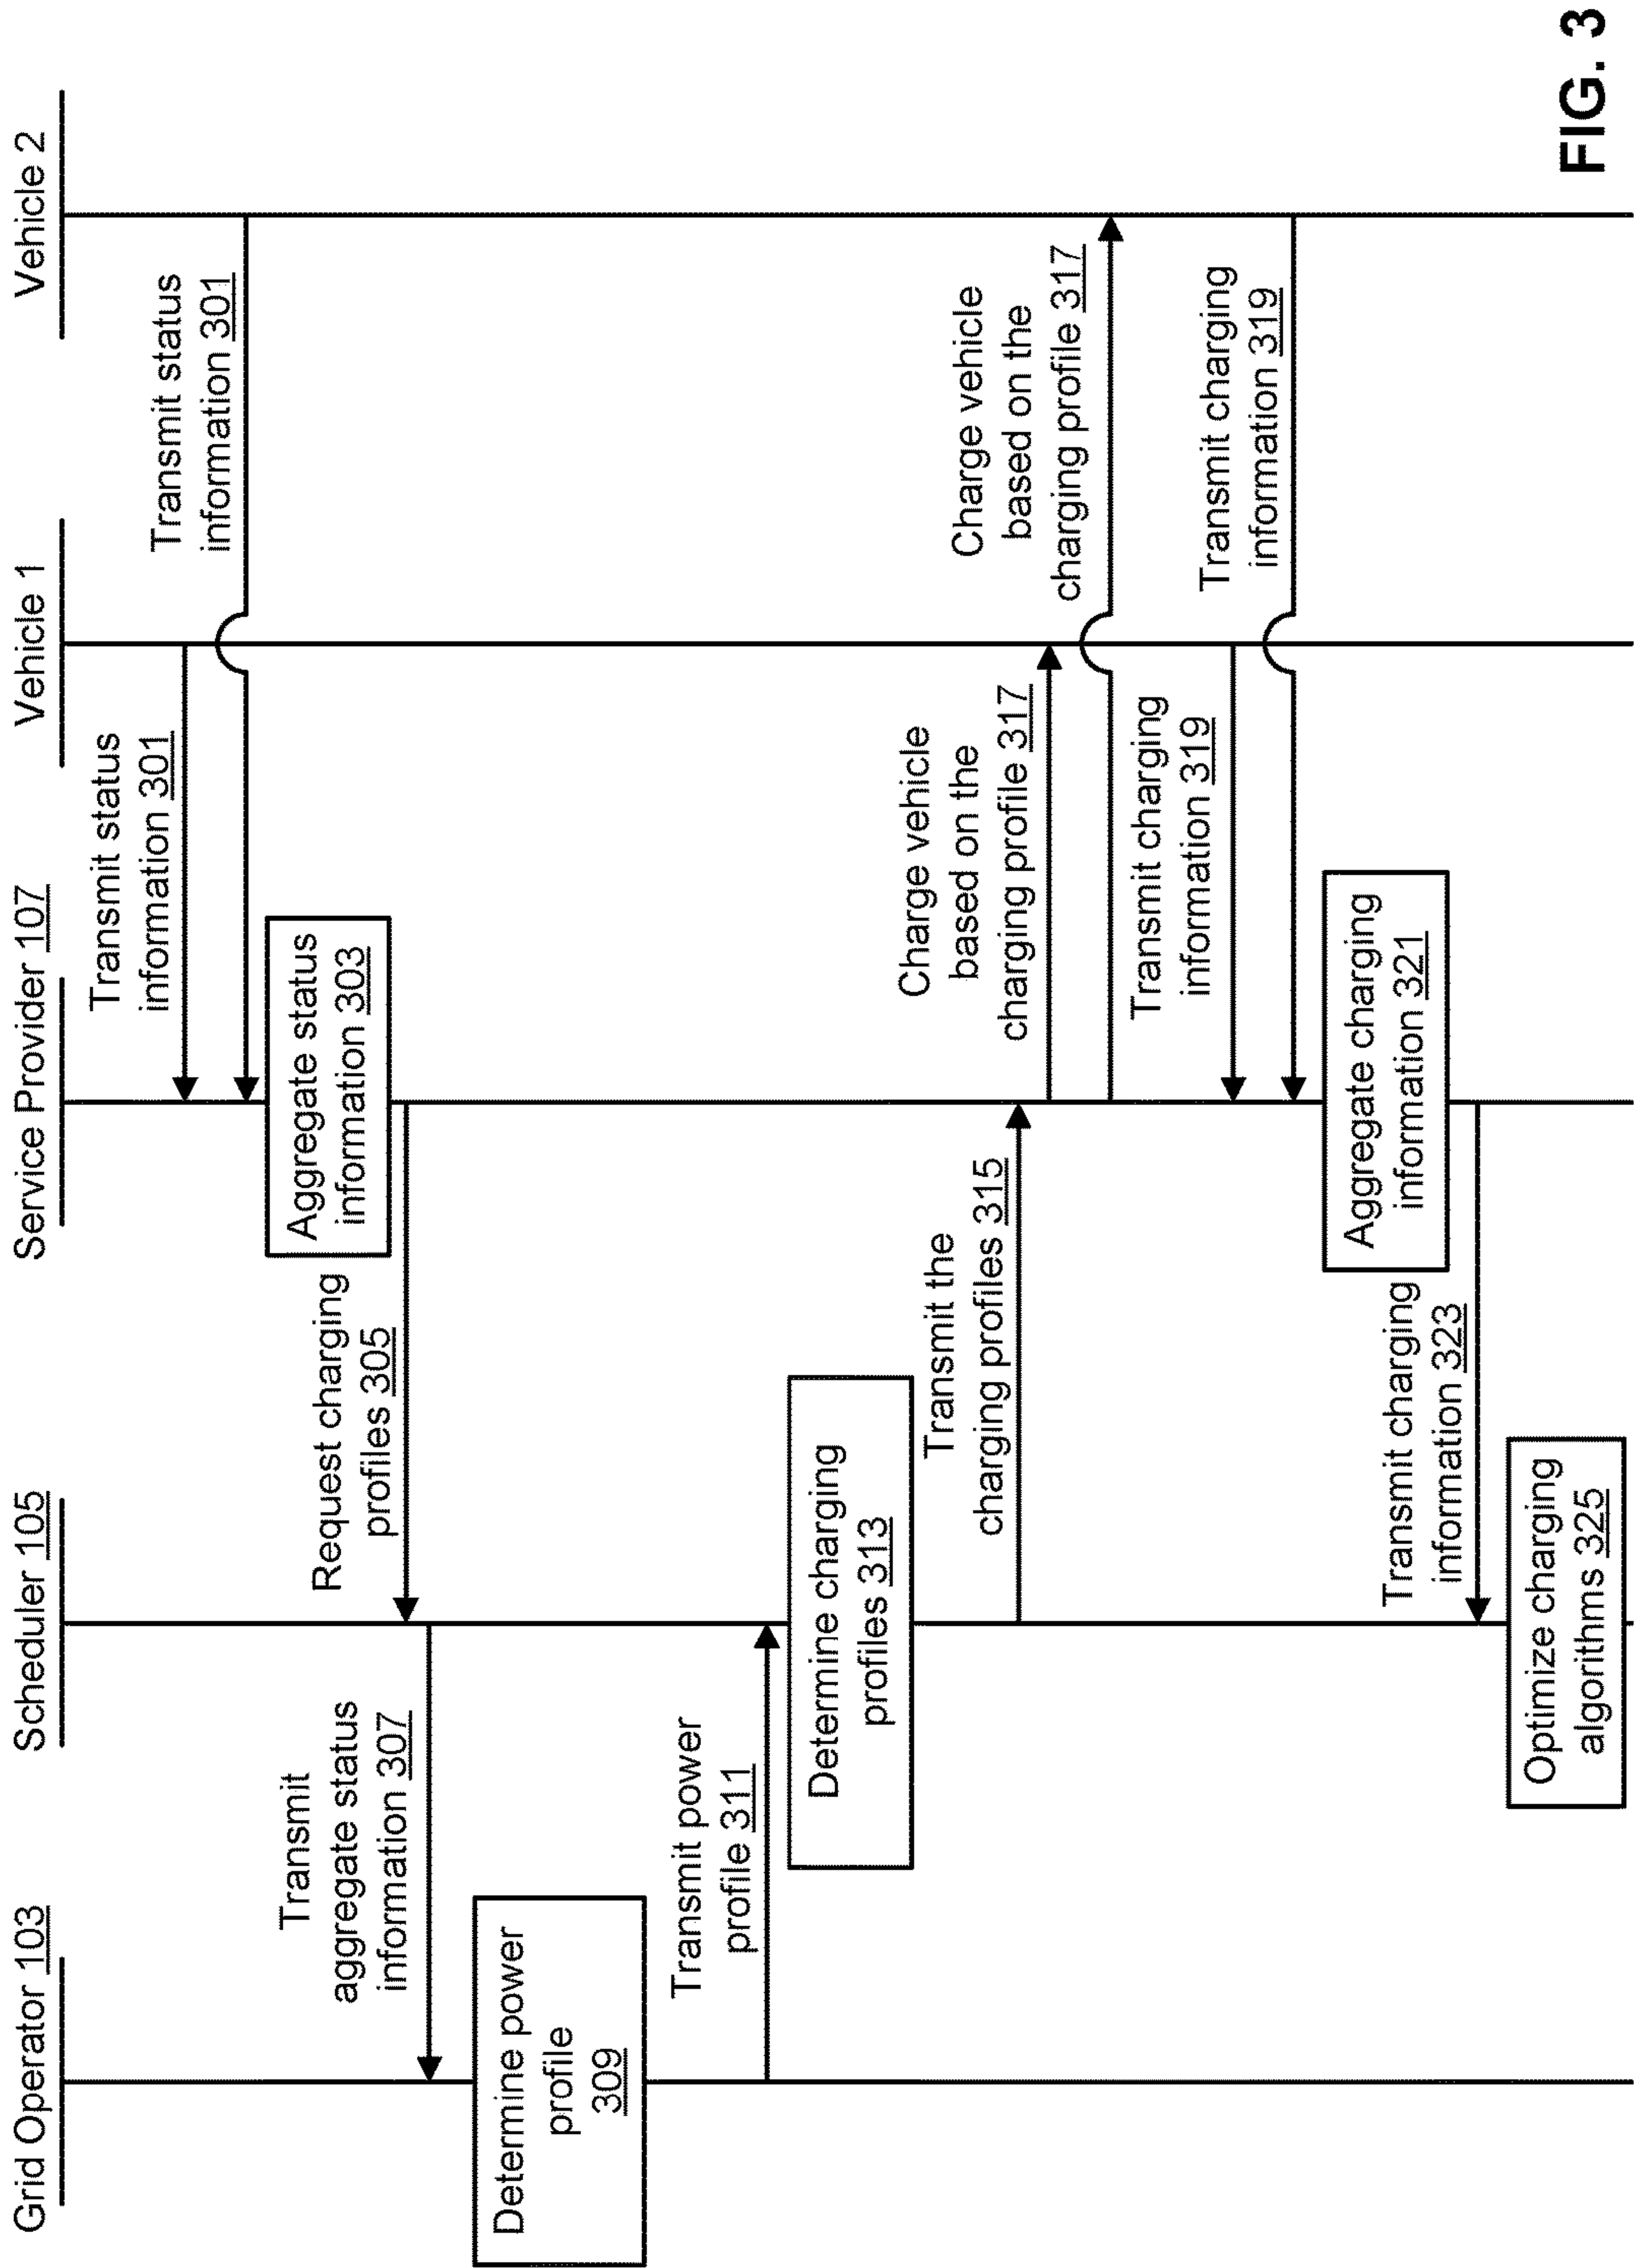 Grid Operator 103
Scheduler 105
Service Provider 107
Vehicle 1
Vehicle 2
Transmit status
information 301
Transmit status
information 301
Aggregate status
information 303
Request charging
profiles 305
Transmit
aggregate status
information 307
Determine power
profile
309
Transmit power
profile 311
Determine charging
profiles 313
Transmit the
charging profiles 315
Charge vehicle
based on the
charging profile 317
Charge vehicle
based on the
charging profile 317
Transmit charging
information 319
Transmit charging
information 319
Aggregate charging
information 321
Transmit charging
information 323
Optimize charging
algorithms 325
FIG. 3